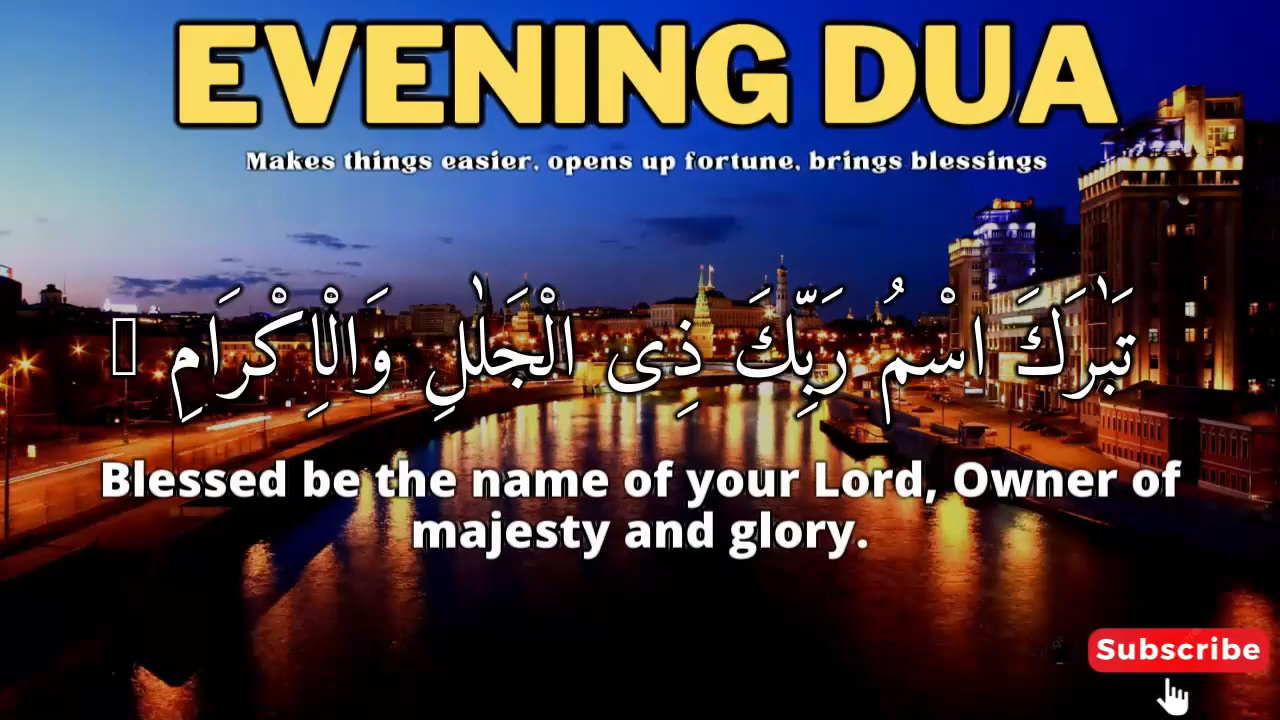 EVENING DUA
Makes things easier, opens up fortune, brings blessings
تَبٰرَكَ اسْمُ رَبِّكَ ذِى الْجَلٰلِ وَالْاِكْرَامِ
Blessed be the name of your Lord, Owner of
majesty and glory.
Subscribe